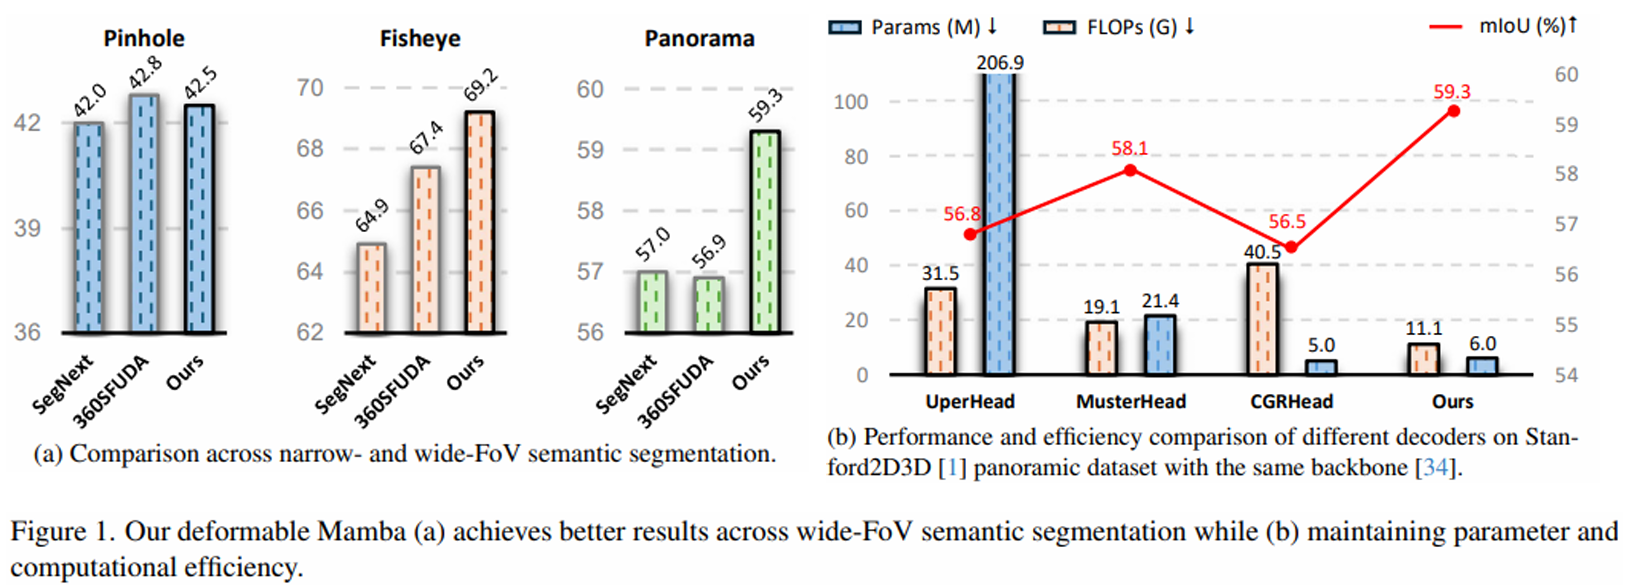 Pinhole
42.0
42.8
42.5
42
39
36
SegNext
360SFUDA
Ours
Fisheye
64.9
67.4
69.2
70
68
66
64
62
SegNext
360SFUDA
Ours
Panorama
57.0
56.9
59.3
60
59
58
57
56
SegNext
360SFUDA
Ours
(a) Comparison across narrow- and wide-FoV semantic segmentation.
Params (M) ↓
FLOPs (G) ↓
mIoU (%)↑
100
80
60
40
20
0
60
59
58
57
56
55
54
56.8
58.1
56.5
59.3
31.5
206.9
19.1
21.4
40.5
5.0
11.1
6.0
UperHead
MusterHead
CGRHead
Ours
(b) Performance and efficiency comparison of different decoders on Stan-
ford2D3D [1] panoramic dataset with the same backbone [34].
Figure 1. Our deformable Mamba (a) achieves better results across wide-FoV semantic segmentation while (b) maintaining parameter and
computational efficiency.